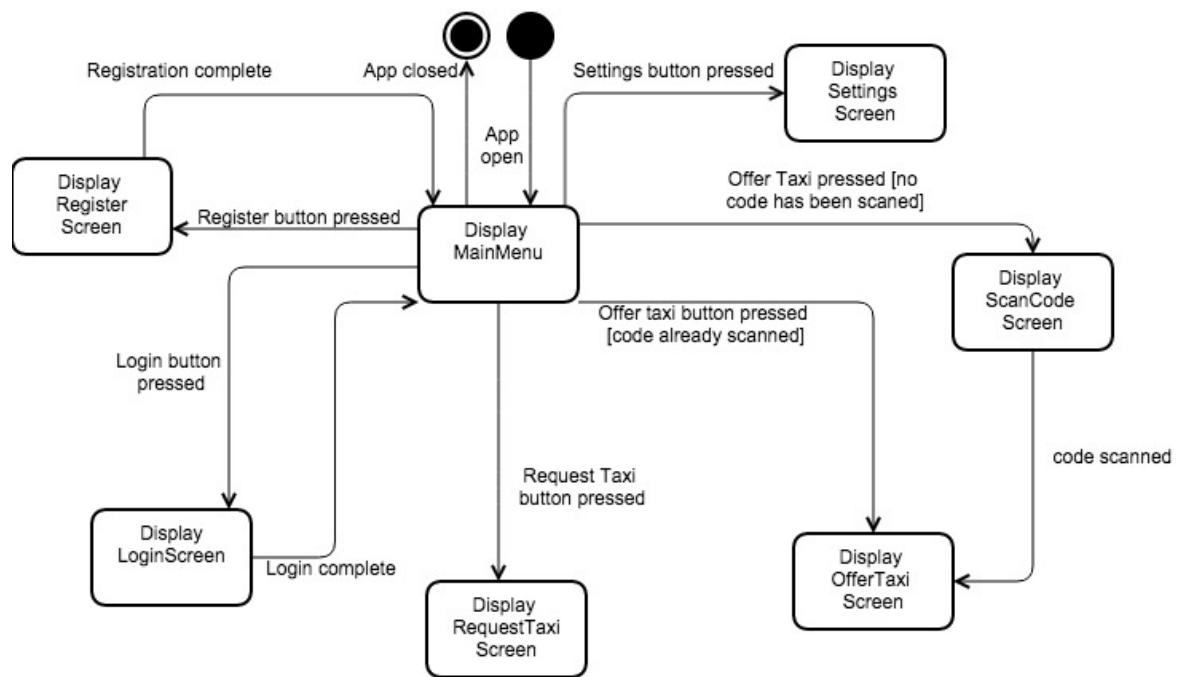 Registration complete
App closed
Settings button pressed
Display
Settings
Screen
App
open
Display
Register
Screen
Register button pressed
Display
MainMenu
Offer Taxi pressed [no
code has been scaned]
Display
ScanCode
Screen
Offer taxi button pressed
[code already scanned]
Login button
pressed
Request Taxi
button pressed
code scanned
Display
LoginScreen
Login complete
Display
RequestTaxi
Screen
Display
OfferTaxi
Screen